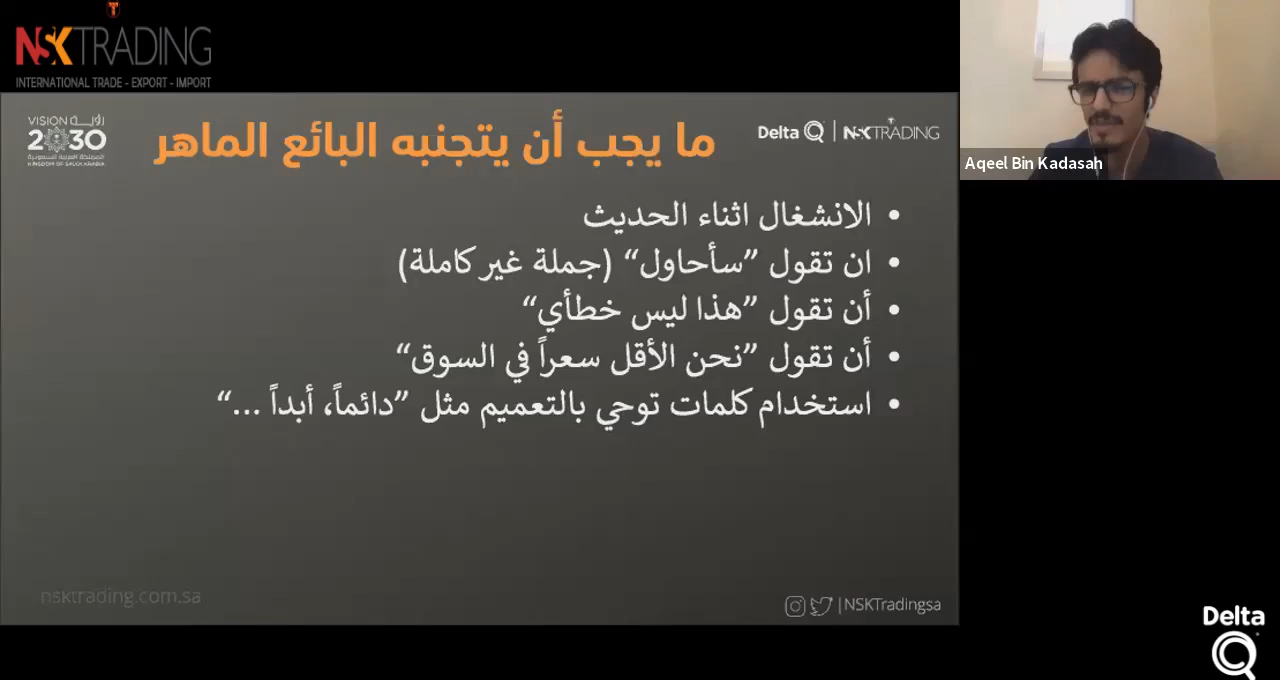 NSKTRADING
INTERNATIONAL TRADE - EXPORT - IMPORT
VISION رؤيـــة
2030
المملكة العربية السعودية
KINGDOM OF SAUDI ARABIA
ما يجب أن يتجنبه البائع الماهر
Delta Q | NSKTRADING
• الانشغال اثناء الحديث
• ان تقول ”سأحاول“ (جملة غير كاملة)
• أن تقول ”هذا ليس خطأي“
• أن تقول ”نحن الأقل سعراً في السوق“
• استخدام كلمات توحي بالتعميم مثل ”دائماً، أبداً ...“
nsktrading.com.sa
|NSKTradingsa
Aqeel Bin Kadasah
Delta
Q